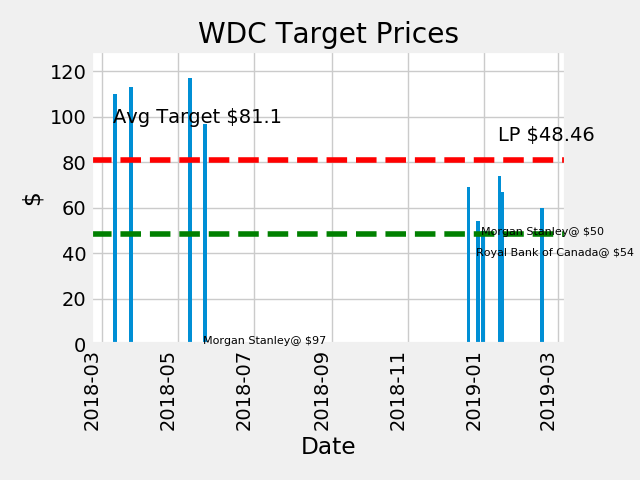 WDC Target Prices
120
100
80
60
40
20
0
$
Avg Target $81.1
LP $48.46
Morgan Stanley@ $50
Royal Bank of Canada@ $54
Morgan Stanley@ $97
2018-03
2018-05
2018-07
2018-09
2018-11
2019-01
2019-03
Date